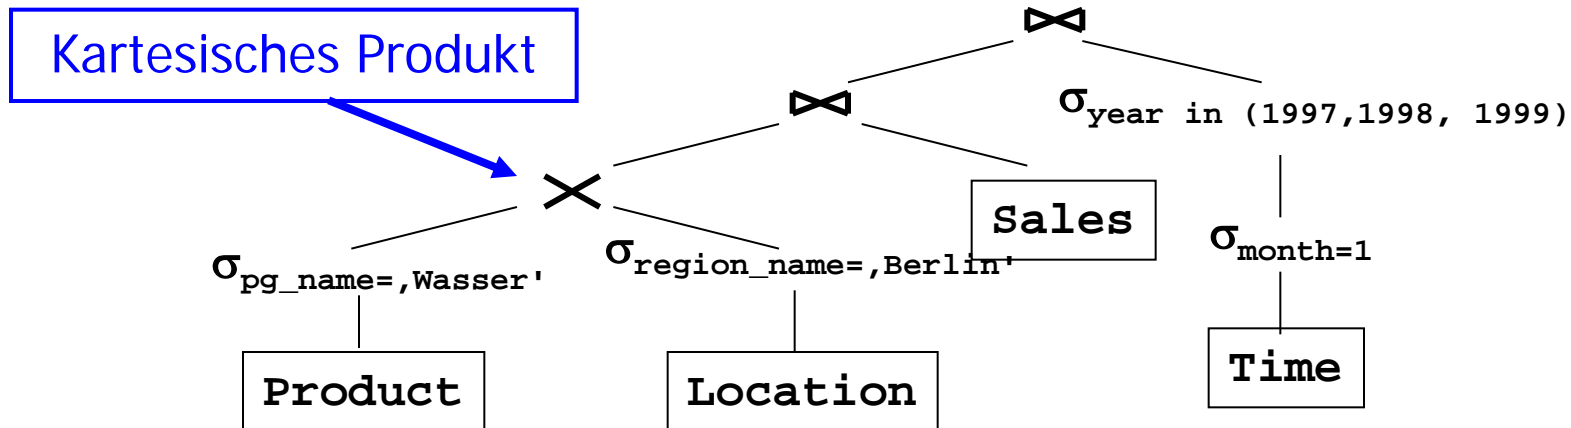 Kartesisches Produkt
⋈
⋈
σyear in (1997,1998, 1999)
×
Sales
σpg_name=,Wasser'
σregion_name=,Berlin'
σmonth=1
Product
Location
Time